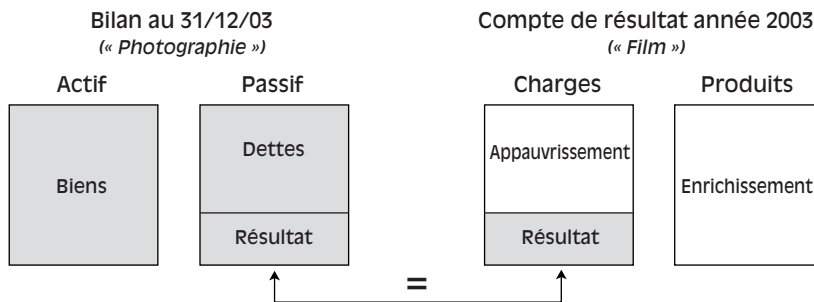 Bilan au 31/12/03
(« Photographie »)
Compte de résultat année 2003
(« Film »)
Actif
Passif
Charges
Produits
Biens
Dettes
Résultat
Appauvrissement
Résultat
Enrichissement
=